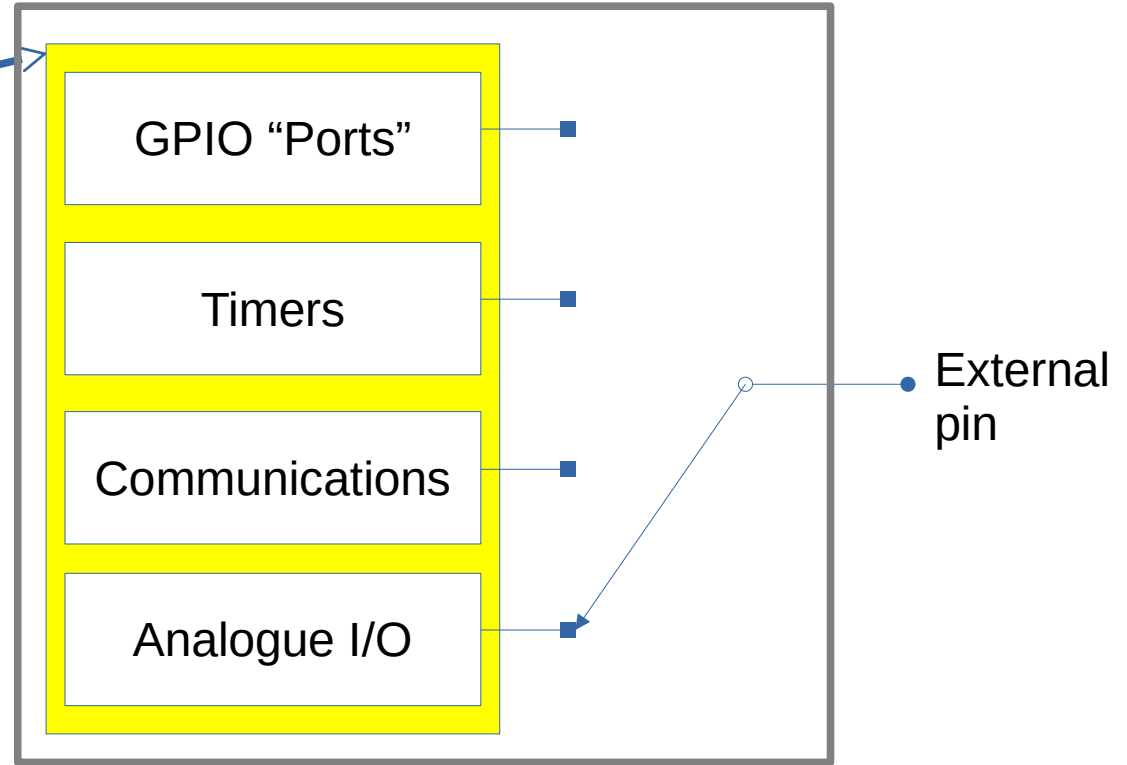 GPIO “Ports”
Timers
Communications
Analogue I/O
External
pin